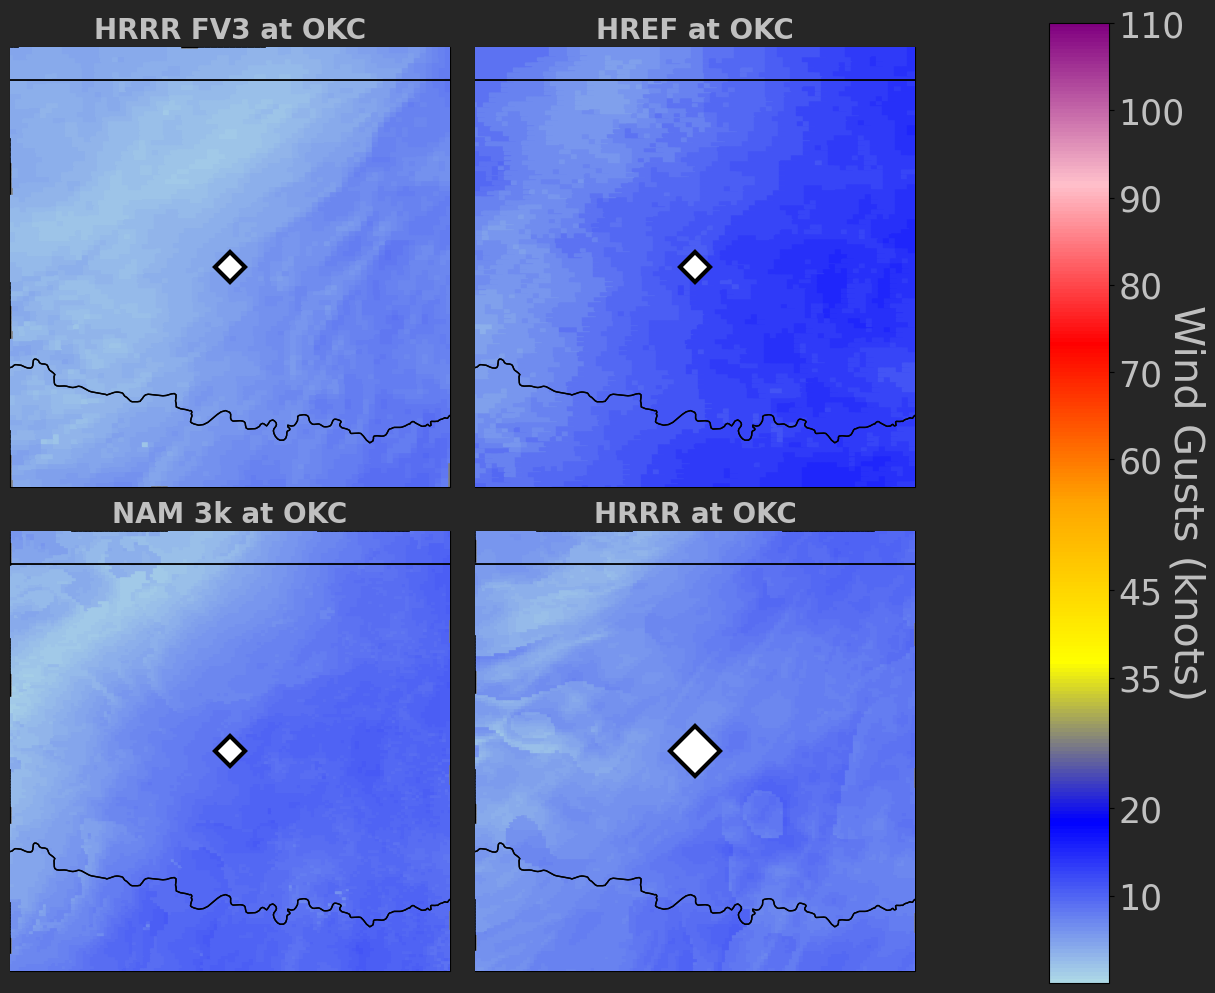 HRRR FV3 at OKC
HREF at OKC
NAM 3k at OKC
HRRR at OKC
110
100
90
80
70
60
45
35
20
10
Wind Gusts (knots)